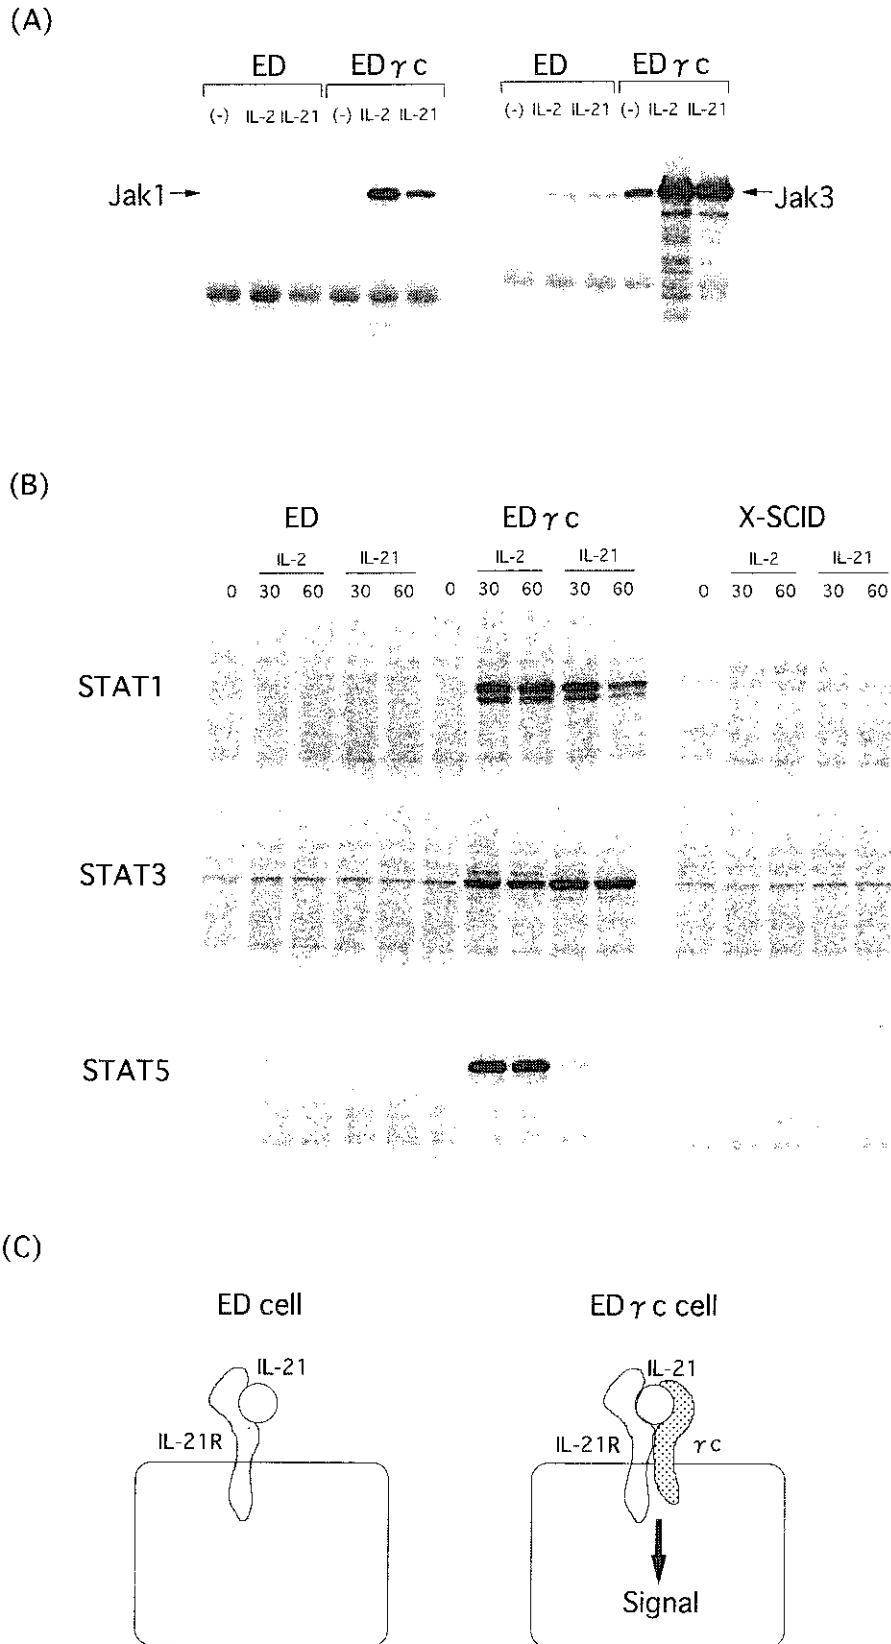 (A)
ED ED γ c ED ED γ c
(-) IL-2 IL-21 (-) IL-2 IL-21 (-) IL-2 IL-21 (-) IL-2 IL-21
Jak1 Jak3
(B)
ED ED γ c X-SCID
IL-2 IL-21 IL-2 IL-21 IL-2 IL-21
0 30 60 30 60 0 30 60 30 60 0 30 60 30 60
STAT1
STAT3
STAT5
(C)
ED cell ED γ c cell
IL-21 IL-21
IL-21R IL-21R γ c
Signal